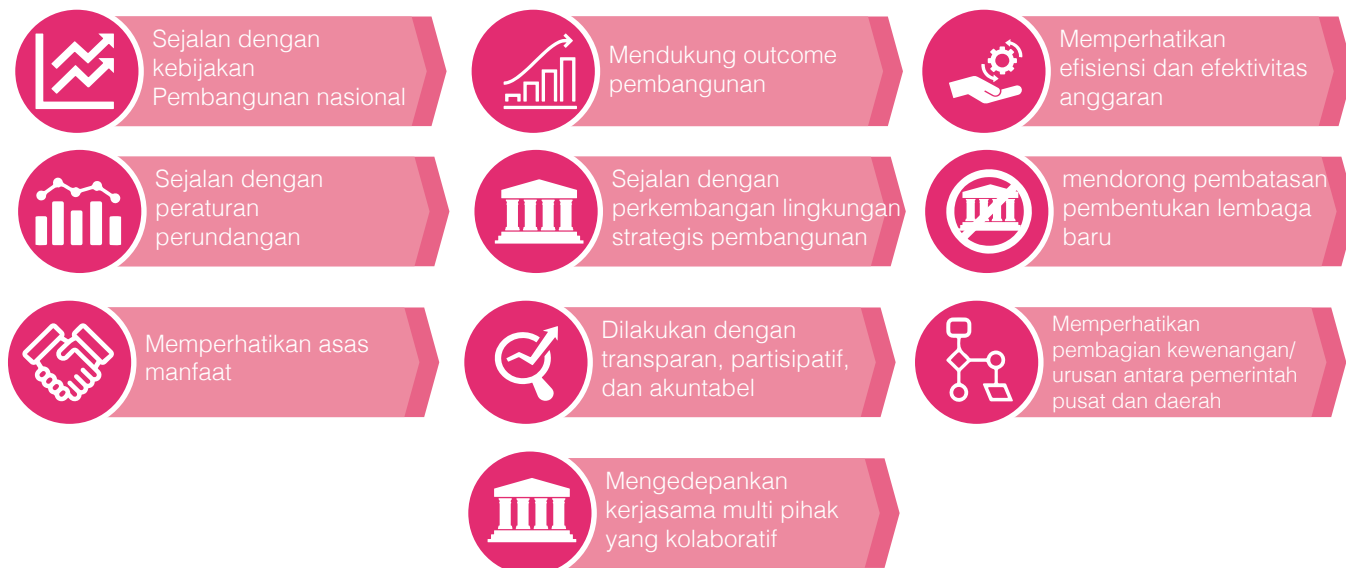 Sejalan dengan
kebijakan
Pembangunan nasional
Mendukung outcome
pembangunan
Memperhatikan
efisiensi dan efektivitas
anggaran
Sejalan dengan
peraturan
perundangan
Sejalan dengan
perkembangan lingkungan
strategis pembangunan
mendorong pembatasan
pembentukan lembaga
baru
Memperhatikan asas
manfaat
Dilakukan dengan
transparan, partisipatif,
dan akuntabel
Memperhatikan
pembagian kewenangan/
urusan antara pemerintah
pusat dan daerah
Mengedepankan
kerjasama multi pihak
yang kolaboratif